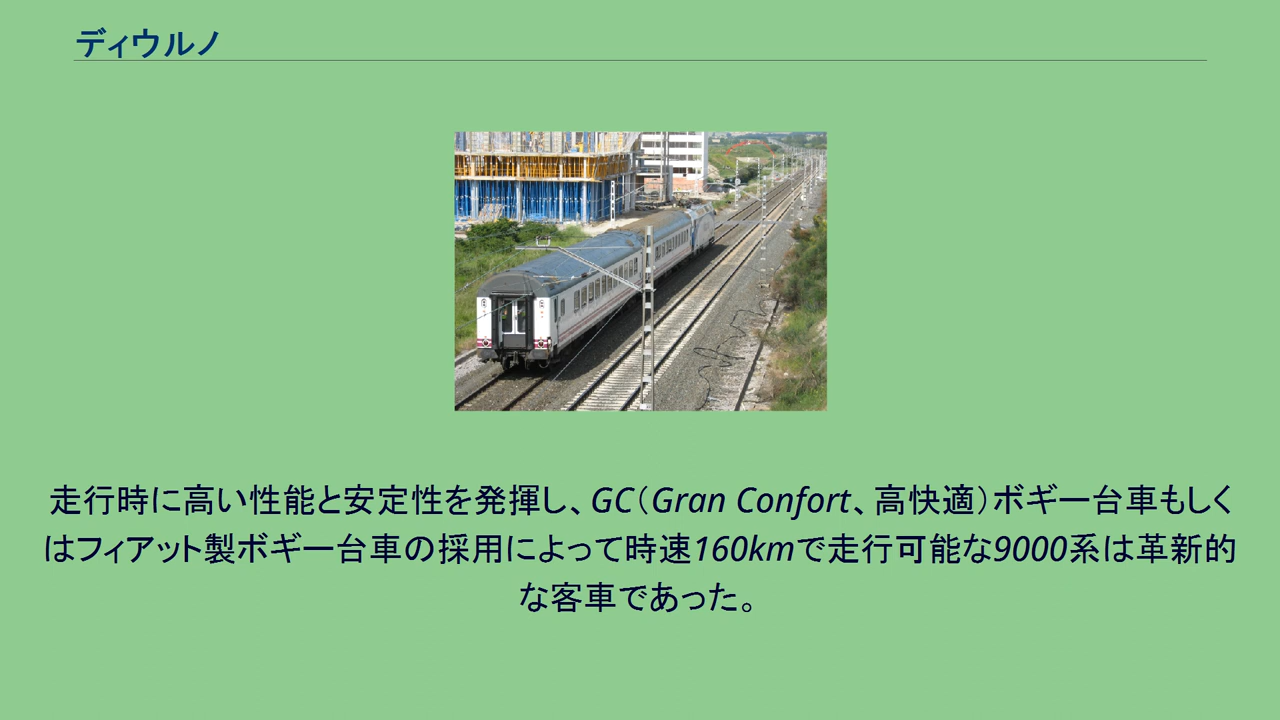 ディウルノ
走行時に高い性能と安定性を発揮し、GC（Gran Confort、高快適）ボギー台車もしく
はフィアット製ボギー台車の採用によって時速160kmで走行可能な9000系は革新的
な客車であった。